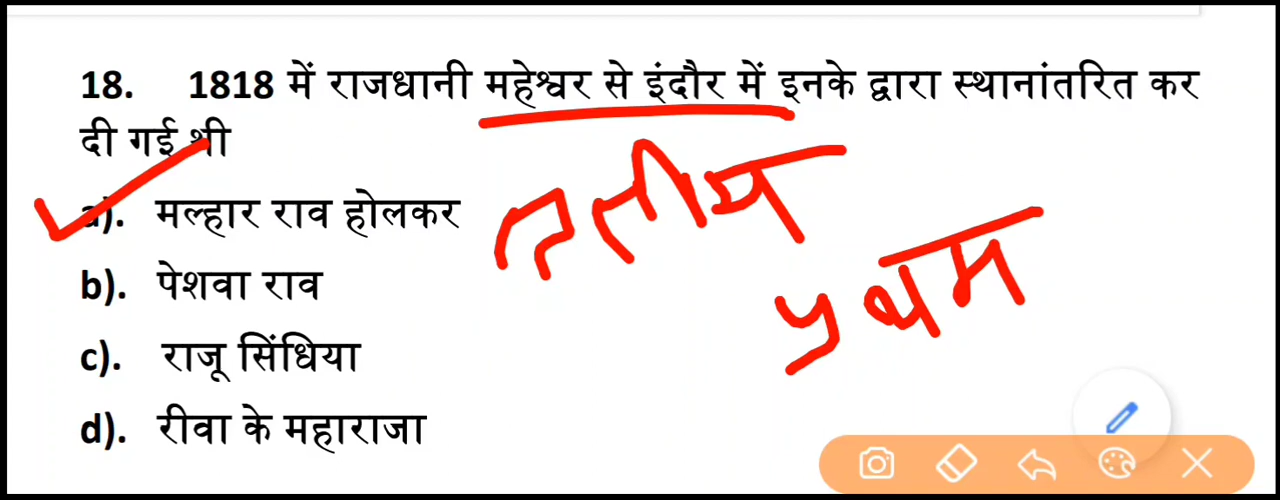 18. 1818 में राजधानी महेश्वर से इंदौर में इनके द्वारा स्थानांतरित कर
दी गई थी
a). मल्हार राव होलकर
तृतीय
b). पेशवा राव
प्रथम
c). राजू सिंधिया
d). रीवा के महाराजा